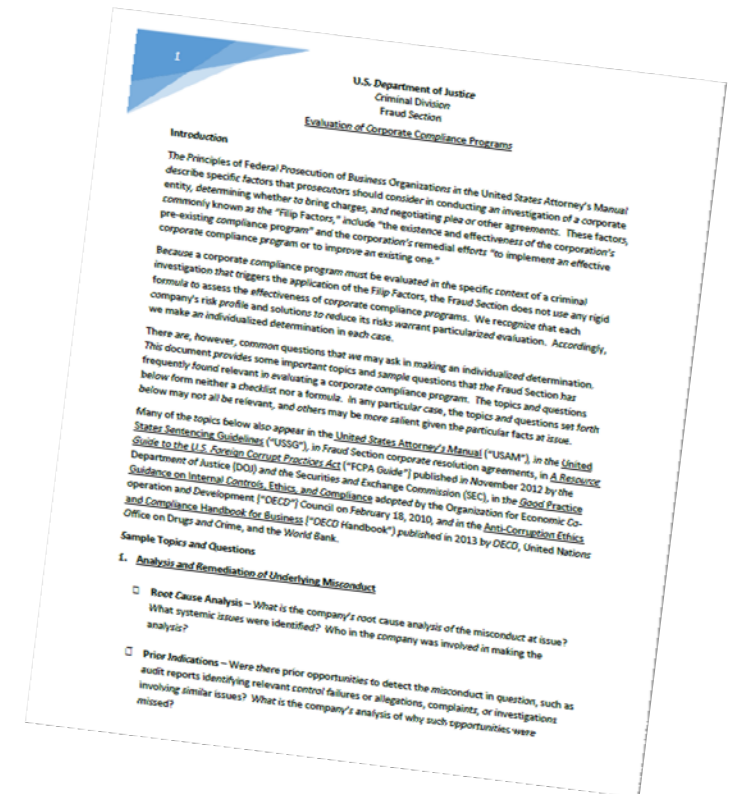 1
U.S. Department of Justice
Criminal Division
Fraud Section
Evaluation of Corporate Compliance Programs
Introduction
The Principles of Federal Prosecution of Business Organizations in the United States Attorney's Manual
describe specific factors that prosecutors should consider in conducting an investigation of a corporate
entity, determining whether to bring charges, and negotiating plea or other agreements. These factors,
commonly known as the "Filip Factors," include "the existence and effectiveness of the corporation's
pre-existing compliance program" and the corporation's remedial efforts "to implement an effective
corporate compliance program or to improve an existing one."
Because a corporate compliance program must be evaluated in the specific context of a criminal
investigation that triggers the application of the Filip Factors, the Fraud Section does not use any rigid
formula to assess the effectiveness of corporate compliance programs. We recognize that each
company's risk profile and solutions to reduce its risks warrant particularized evaluation. Accordingly,
we make an individualized determination in each case.
There are, however, common questions that we may ask in making an individualized determination.
This document provides some important topics and sample questions that the Fraud Section has
frequently found relevant in evaluating a corporate compliance program. The topics and questions
below form neither a checklist nor a formula. In any particular case, the topics and questions set forth
below may not all be relevant, and others may be more salient given the particular facts at issue.
Many of the topics below also appear in the United States Attorney's Manual ("USAM"), in the United
States Sentencing Guidelines ("USSG"), in Fraud Section corporate resolution agreements, in A Resource
Guide to the U.S. Foreign Corrupt Practices Act ("FCPA Guide") published in November 2012 by the
Department of Justice (DOJ) and the Securities and Exchange Commission (SEC), in the Good Practice
Guidance on Internal Controls, Ethics, and Compliance adopted by the Organization for Economic Co-
operation and Development ("OECD") Council on February 18, 2010, and in the Anti-Corruption Ethics
and Compliance Handbook for Business ("OECD Handbook") published in 2013 by OECD, United Nations
Office on Drugs and Crime, and the World Bank.
Sample Topics and Questions
1. Analysis and Remediation of Underlying Misconduct
Root Cause Analysis – What is the company's root cause analysis of the misconduct at issue?
What systemic issues were identified? Who in the company was involved in making the
analysis?
Prior Indications – Were there prior opportunities to detect the misconduct in question, such as
audit reports identifying relevant control failures or allegations, complaints, or investigations
involving similar issues? What is the company's analysis of why such opportunities were
missed?